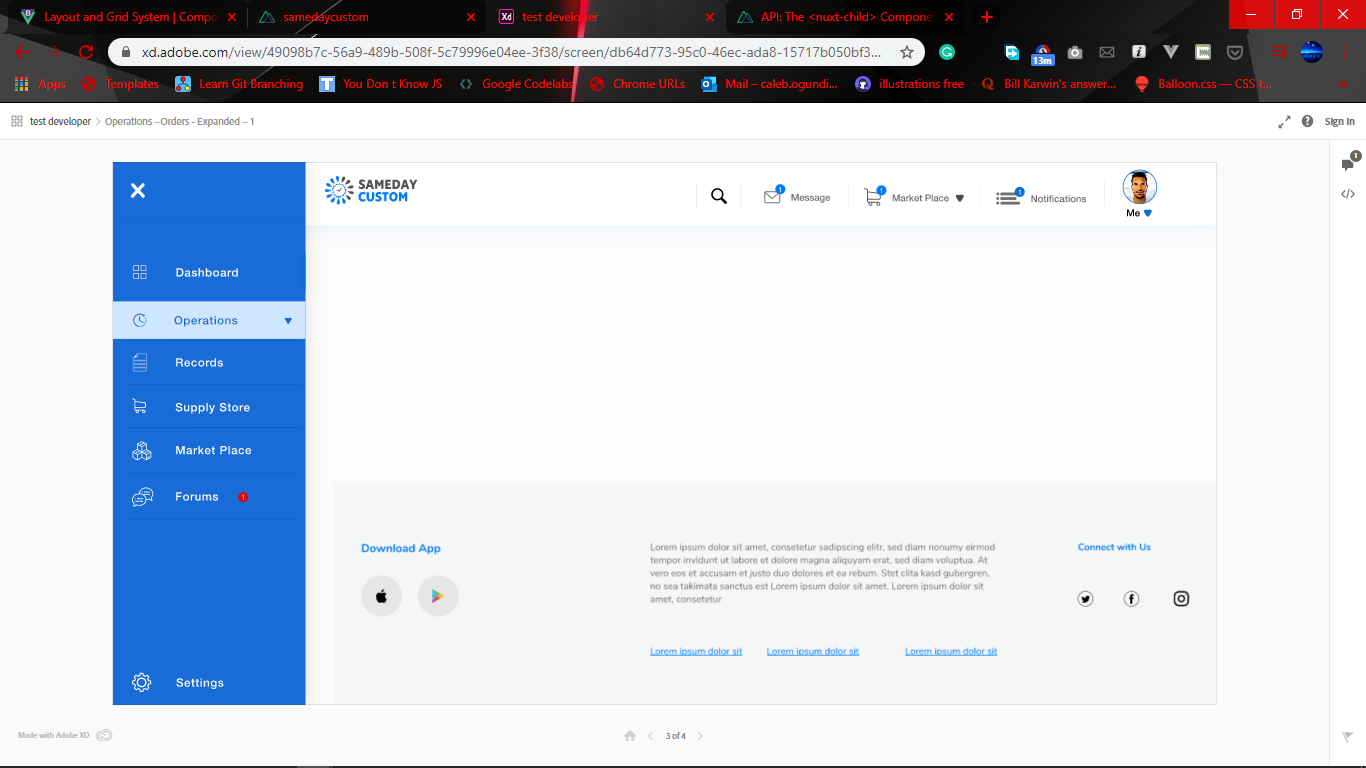 Layout and Grid System | Compo
samedaycustom
test developer
API: The <nuxt-child> Componen
xd.adobe.com/view/49098b7c-56a9-489b-508f-5c79996e04ee-3f38/screen/db64d773-95c0-46ec-ada8-15717b050bf3...
13m
Apps
Templates
Learn Git Branching
You Don t Know JS
Google Codelabs
Chrome URLs
Mail – caleb.ogundi...
illustrations free
Bill Karwin's answer...
Balloon.css — CSS t...
test developer
Operations –Orders - Expanded – 1
Sign In
1
SAMEDAY
CUSTOM
1
Message
1
Market Place
1
Notifications
Me
Dashboard
Operations
Records
Supply Store
Market Place
Forums 1
Settings
Download App
Lorem ipsum dolor sit amet, consetetur sadipscing elitr, sed diam nonumy eirmod
tempor invidunt ut labore et dolore magna aliquyam erat, sed diam voluptua. At
vero eos et accusam et justo duo dolores et ea rebum. Stet clita kasd gubergren,
no sea takimata sanctus est Lorem ipsum dolor sit amet. Lorem ipsum dolor sit
amet, consetetur
Lorem ipsum dolor sit
Lorem ipsum dolor sit
Lorem ipsum dolor sit
Connect with Us
Made with Adobe XD
3 of 4